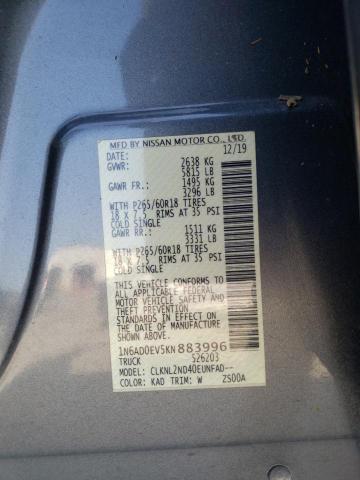 MFD BY NISSAN MOTOR CO., LTD.
DATE: 12/19
GVWR: 2638 KG
5815 LB
GAWR FR: 1495 KG
3296 LB
WITH P265/60R18 TIRES
18 X 7.5 RIMS AT 35 PSI
COLD SINGLE
GAWR RR: 1511 KG
3331 LB
WITH P265/60R18 TIRES
18 X 7.5 RIMS AT 35 PSI
COLD SINGLE
THIS VEHICLE CONFORMS TO
ALL APPLICABLE FEDERAL
MOTOR VEHICLE SAFETY AND
THEFT PREVENTION
STANDARDS IN EFFECT ON
THE DATE OF MANUFACTURE
SHOWN ABOVE.
1N6AD0EV5KN883996
TRUCK S26203
MODEL: CLKNL2ND40EUNFAD--
COLOR: KAD TRIM: W ZS00A